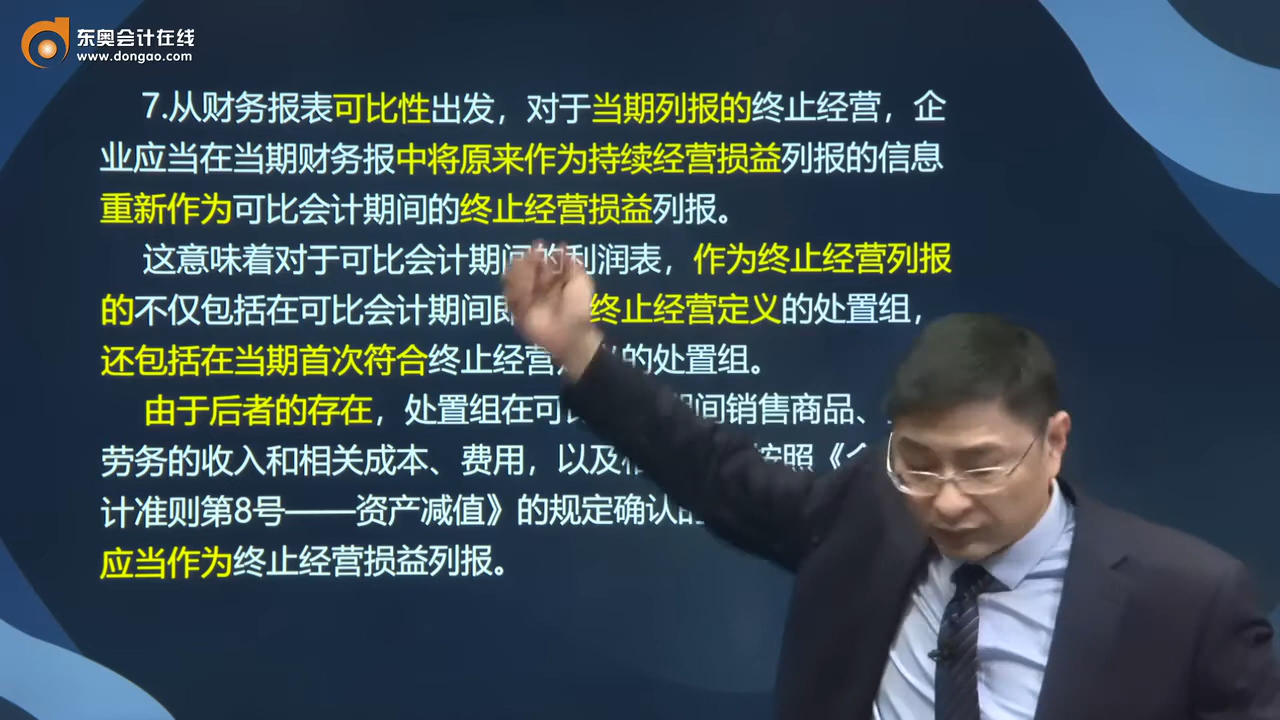 东奥会计在线
www.dongao.com
7.从财务报表可比性出发，对于当期列报的终止经营，企
业应当在当期财务报中将原来作为持续经营损益列报的信息
重新作为可比会计期间的终止经营损益列报。
这意味着对于可比会计期间的利润表，作为终止经营列报
的不仅包括在可比会计期间即 终止经营定义的处置组，
还包括在当期首次符合终止经营 的处置组。
由于后者的存在，处置组在可 期间销售商品、
劳务的收入和相关成本、费用，以及 按照《
计准则第8号——资产减值》的规定确认的
应当作为终止经营损益列报。